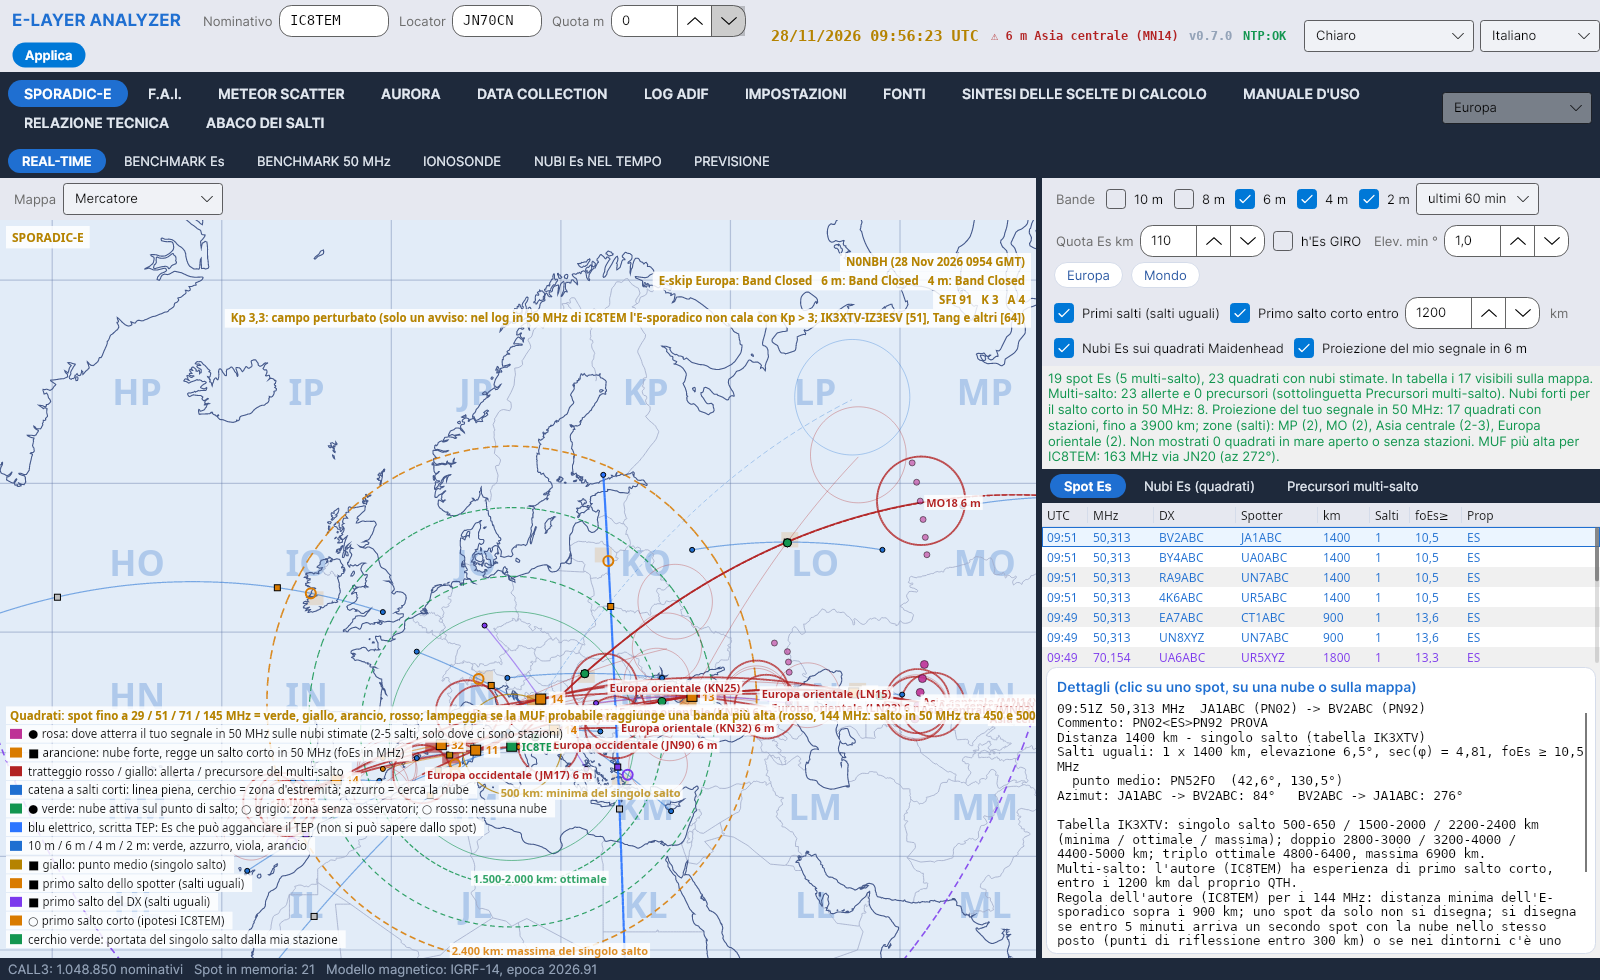 E-LAYER ANALYZER
Nominativo IC8TEM Locator JN70CN Quota m 0
Applica
28/11/2026 09:56:23 UTC ⚠ 6 m Asia centrale (MN14) v0.7.0 NTP:OK
Chiaro
Italiano
SPORADIC-E F.A.I. METEOR SCATTER AURORA DATA COLLECTION LOG ADIF IMPOSTAZIONI FONTI SINTESI DELLE SCELTE DI CALCOLO MANUALE D'USO
RELAZIONE TECNICA ABACO DEI SALTI
Europa
REAL-TIME BENCHMARK Es BENCHMARK 50 MHz IONOSONDE NUBI Es NEL TEMPO PREVISIONE
Mappa Mercatore
SPORADIC-E
N0NBH (28 Nov 2026 0954 GMT)
E-skip Europa: Band Closed 6 m: Band Closed 4 m: Band Closed
SFI 91 K 3 A 4
Kp 3,3: campo perturbato (solo un avviso: nel log in 50 MHz di IC8TEM l'E-sporadico non cala con Kp > 3; IK3XTV-IZ3ESV [51], Tang e altri [64])
HP IP JP KP LP MP
MO18 6 m
HO IO KO LO MO
HN IN
Europa orientale (KN25)
Europa orientale (LN15)
14
13
Quadrati: spot fino a 29 / 51 / 71 / 145 MHz = verde, giallo, arancio, rosso; lampeggia se la MUF probabile raggiunge una banda più alta (rosso, 144 MHz: salto in 50 MHz tra 450 e 500
● rosa: dove atterra il tuo segnale in 50 MHz sulle nubi stimate (2-5 salti, solo dove ci sono stazioni)
4
Europa orientale (KN32) 6 m
■ arancione: nube forte, regge un salto corto in 50 MHz (foEs in MHz)
11
IC8TE
Europa occidentale (JN90) 6 m
tratteggio rosso / giallo: allerta / precursore del multi-salto
Europa occidentale (JM17) 6 m
catena a salti corti: linea piena, cerchio = zona d'estremità; azzurro = cerca la nube
500 km: minima del singolo salto
● verde: nube attiva sul punto di salto; ○ grigio: zona senza osservatori; ○ rosso: nessuna nube
KM LM MM
blu elettrico, scritta TEP: Es che può agganciare il TEP (non si può sapere dallo spot)
10 m / 6 m / 4 m / 2 m: verde, azzurro, viola, arancio
■ giallo: punto medio (singolo salto)
■ primo salto dello spotter (salti uguali)
1.500-2.000 km: ottimale
■ primo salto del DX (salti uguali)
IL JL KL LL ML
○ primo salto corto (ipotesi IC8TEM)
cerchio verde: portata del singolo salto dalla mia stazione
2.400 km: massima del singolo salto
Bande 10 m 8 m 6 m 4 m 2 m ultimi 60 min
Quota Es km 110 h'Es GIRO Elev. min ° 1,0
Europa Mondo
Primi salti (salti uguali) Primo salto corto entro 1200 km
Nubi Es sui quadrati Maidenhead Proiezione del mio segnale in 6 m
19 spot Es (5 multi-salto), 23 quadrati con nubi stimate. In tabella i 17 visibili sulla mappa.
Multi-salto: 23 allerte e 0 precursori (sottolinguetta Precursori multi-salto). Nubi forti per
il salto corto in 50 MHz: 8. Proiezione del tuo segnale in 50 MHz: 17 quadrati con
stazioni, fino a 3900 km; zone (salti): MP (2), MO (2), Asia centrale (2-3), Europa
orientale (2). Non mostrati 0 quadrati in mare aperto o senza stazioni. MUF più alta per
IC8TEM: 163 MHz via JN20 (az 272°).
Spot Es Nubi Es (quadrati) Precursori multi-salto
UTC MHz DX Spotter km Salti foEs≥ Prop
09:51 50,313 BV2ABC JA1ABC 1400 1 10,5 ES
09:51 50,313 BY4ABC UA0ABC 1400 1 10,5 ES
09:51 50,313 RA9ABC UN7ABC 1400 1 10,5 ES
09:51 50,313 4K6ABC UR5ABC 1400 1 10,5 ES
09:49 50,313 EA7ABC CT1ABC 900 1 13,6 ES
09:49 50,313 UN8XYZ UN7ABC 900 1 13,6 ES
09:49 70,154 UA6ABC UR5XYZ 1800 1 13,3 ES
Dettagli (clic su uno spot, su una nube o sulla mappa)
09:51Z 50,313 MHz JA1ABC (PN02) -> BV2ABC (PN92)
Commento: PN02<ES>PN92 PROVA
Distanza 1400 km - singolo salto (tabella IK3XTV)
Salti uguali: 1 x 1400 km, elevazione 6,5°, sec(φ) = 4,81, foEs ≥ 10,5
MHz
punto medio: PN52FO (42,6°, 130,5°)
Azimut: JA1ABC -> BV2ABC: 84° BV2ABC -> JA1ABC: 276°
Tabella IK3XTV: singolo salto 500-650 / 1500-2000 / 2200-2400 km
(minima / ottimale / massima); doppio 2800-3000 / 3200-4000 /
4400-5000 km; triplo ottimale 4800-6400, massima 6900 km.
Multi-salto: l'autore (IC8TEM) ha esperienza di primo salto corto,
entro i 1200 km dal proprio QTH.
Regola dell'autore (IC8TEM) per i 144 MHz: distanza minima dell'E-
sporadico sopra i 900 km; uno spot da solo non si disegna; si disegna
se entro 5 minuti arriva un secondo spot con la nube nello stesso
posto (punti di riflessione entro 300 km) o se nei dintorni c'è uno
CALL3: 1.048.850 nominativi Spot in memoria: 21 Modello magnetico: IGRF-14, epoca 2026.91